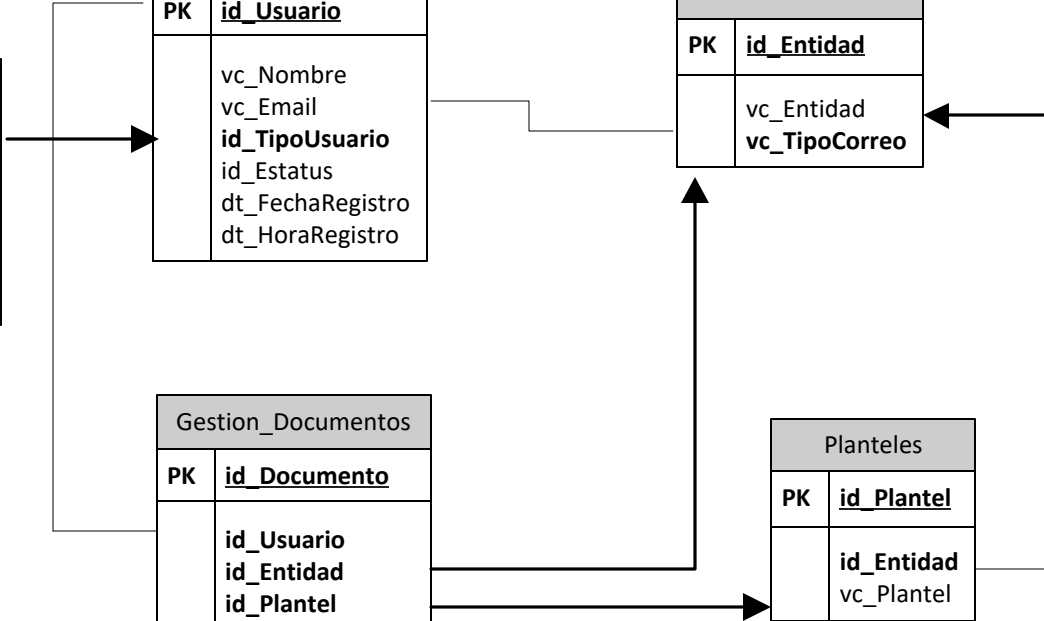 PK id_Usuario
vc_Nombre
vc_Email
id_TipoUsuario
id_Estatus
dt_FechaRegistro
dt_HoraRegistro
PK id_Entidad
vc_Entidad
vc_TipoCorreo
Gestion_Documentos
PK id_Documento
id_Usuario
id_Entidad
id_Plantel
Planteles
PK id_Plantel
id_Entidad
vc_Plantel